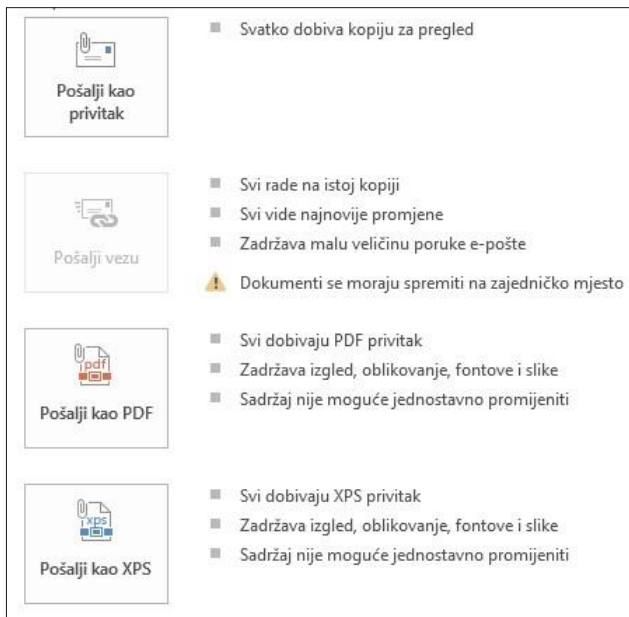 Pošalji kao
privitak
Svatko dobiva kopiju za pregled
Pošalji vezu
Svi rade na istoj kopiji
Svi vide najnovije promjene
Zadržava malu veličinu poruke e-pošte
Dokumenti se moraju spremiti na zajedničko mjesto
pdf
Pošalji kao PDF
Svi dobivaju PDF privitak
Zadržava izgled, oblikovanje, fontove i slike
Sadržaj nije moguće jednostavno promijeniti
xps
Pošalji kao XPS
Svi dobivaju XPS privitak
Zadržava izgled, oblikovanje, fontove i slike
Sadržaj nije moguće jednostavno promijeniti